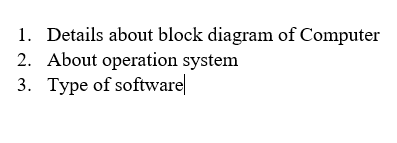 1. Details about block diagram of Computer
2. About operation system
3. Type of software